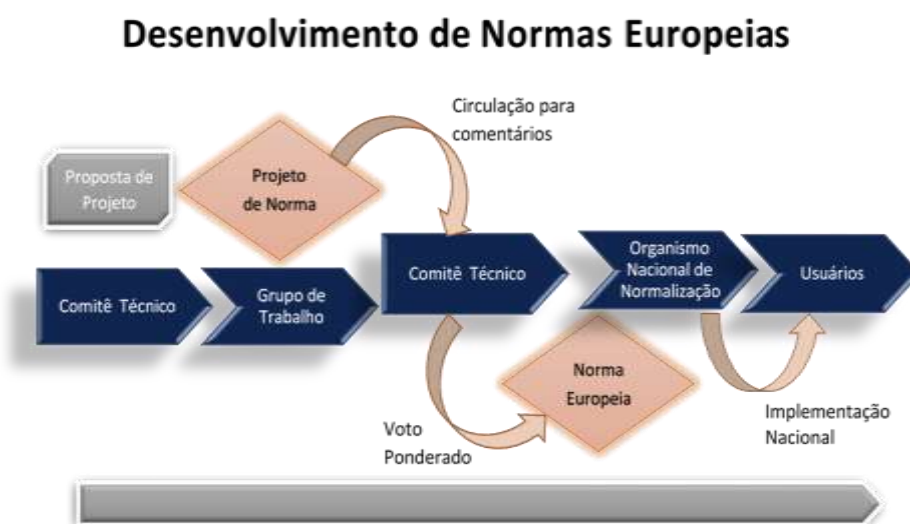 Desenvolvimento de Normas Europeias
Circulação para
comentários
Proposta de
Projeto
Projeto
de Norma
Comitê Técnico
Grupo de
Trabalho
Comitê Técnico
Organismo
Nacional de
Normalização
Usuários
Norma
Europeia
Voto
Ponderado
Implementação
Nacional